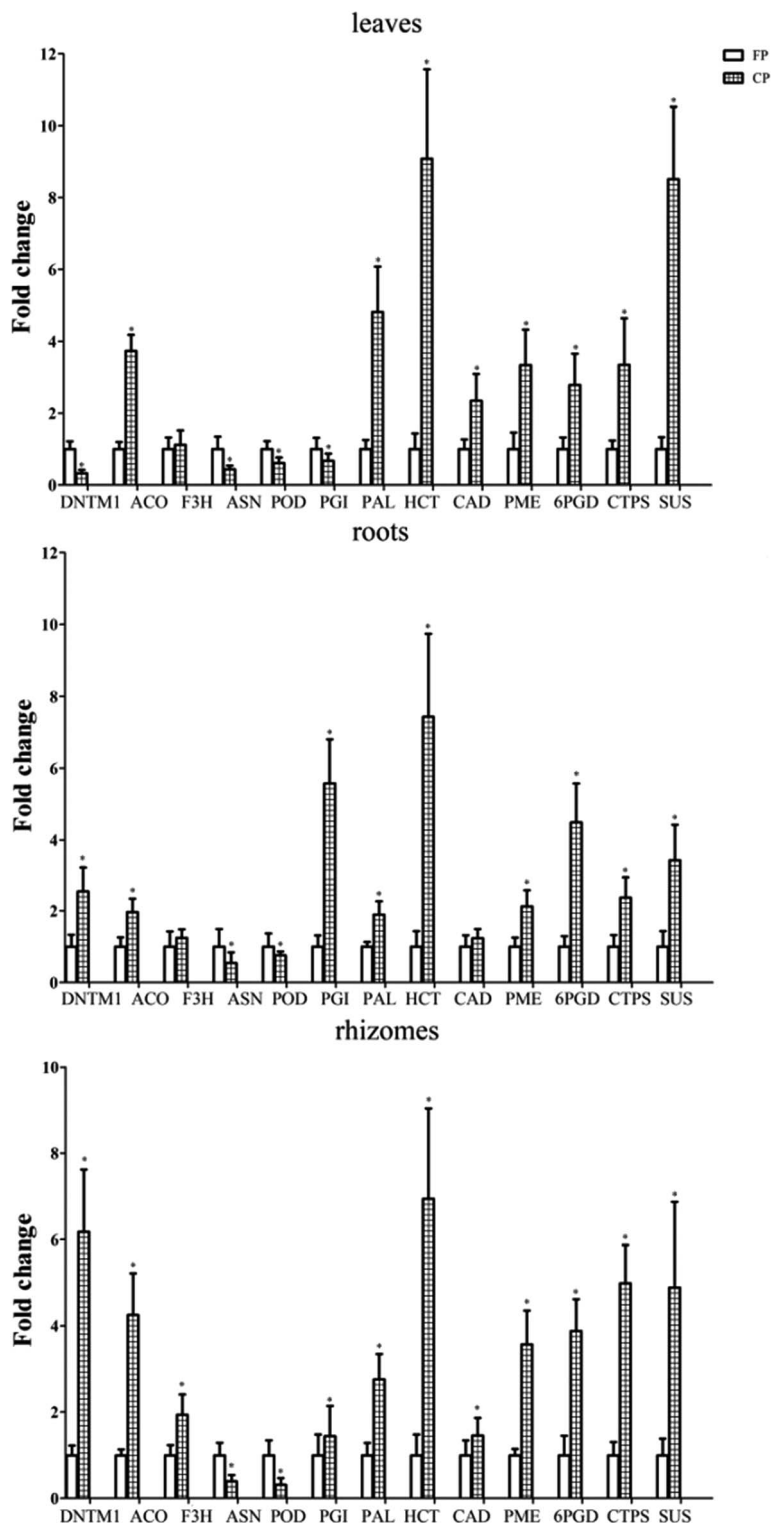 leaves
FP
CP
Fold change
12
10
8
6
4
2
0
* * * * * * * * * * * *
DNTM1 ACO F3H ASN POD PGI PAL HCT CAD PME 6PGD CTPS SUS
roots
Fold change
12
10
8
6
4
2
0
* * * * * * * * * * *
DNTM1 ACO F3H ASN POD PGI PAL HCT CAD PME 6PGD CTPS SUS
rhizomes
Fold change
10
8
6
4
2
0
* * * * * * * * * * * * *
DNTM1 ACO F3H ASN POD PGI PAL HCT CAD PME 6PGD CTPS SUS